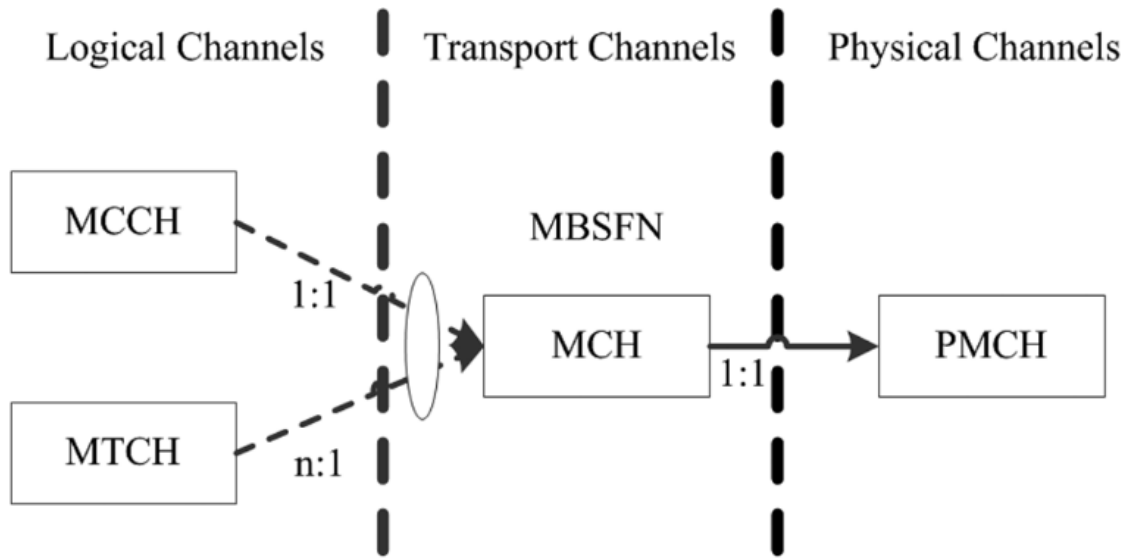 Logical Channels
Transport Channels
Physical Channels
MCCH
MBSFN
1:1
MCH
PMCH
1:1
MTCH
n:1